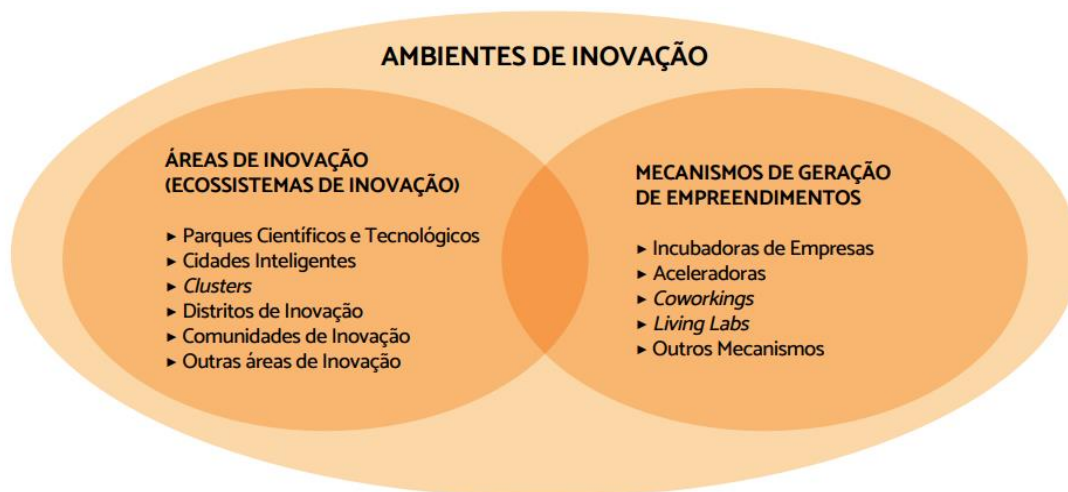 AMBIENTES DE INOVAÇÃO
ÁREAS DE INOVAÇÃO
(ECOSSISTEMAS DE INOVAÇÃO)
▸ Parques Científicos e Tecnológicos
▸ Cidades Inteligentes
▸ Clusters
▸ Distritos de Inovação
▸ Comunidades de Inovação
▸ Outras áreas de Inovação
MECANISMOS DE GERAÇÃO
DE EMPREENDIMENTOS
▸ Incubadoras de Empresas
▸ Aceleradoras
▸ Coworkings
▸ Living Labs
▸ Outros Mecanismos